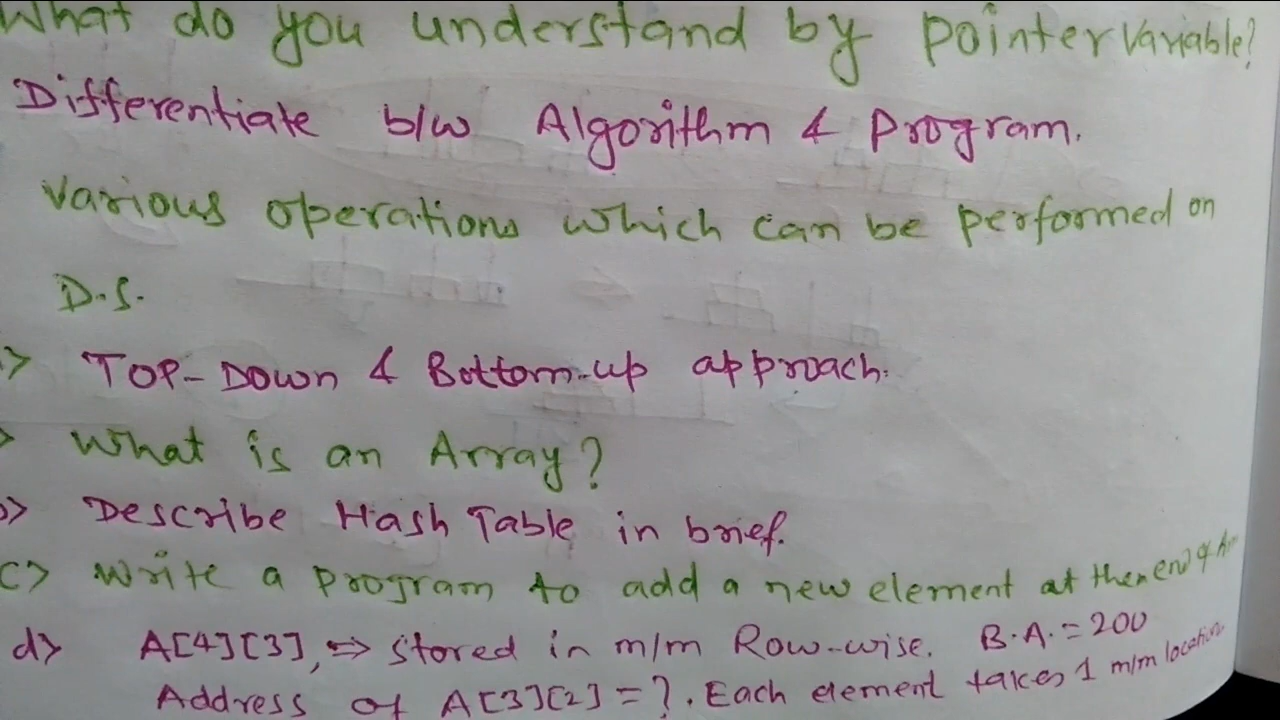 What do you understand by pointer variable?
Differentiate b/w Algorithm & Program.
Various operations which can be performed on
D.S.
> TOP-DOWN & Bottom-up approach.
> What is an Array?
b> Describe Hash Table in brief.
c> Write a program to add a new element at the end of
d> A[4][3], => stored in m/m Row-wise. B.A. = 200
Address of A[3][2] = ?. Each element takes 1 m/m location